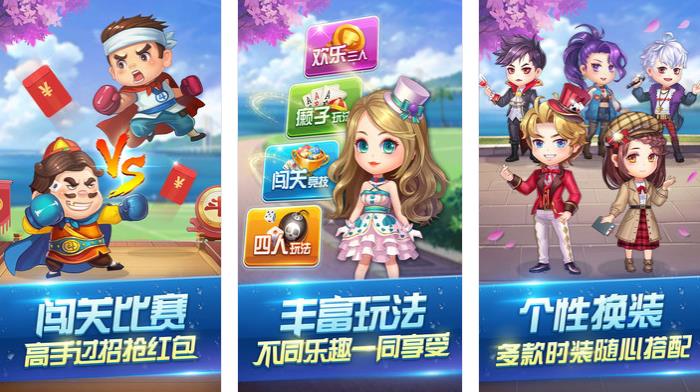 VS
牛
闯关比赛
高手过招抢红包
欢乐三人
癞子玩法
闯关竞技
四人玩法
丰富玩法
不同乐趣一同享受
个性换装
多款时装随心搭配